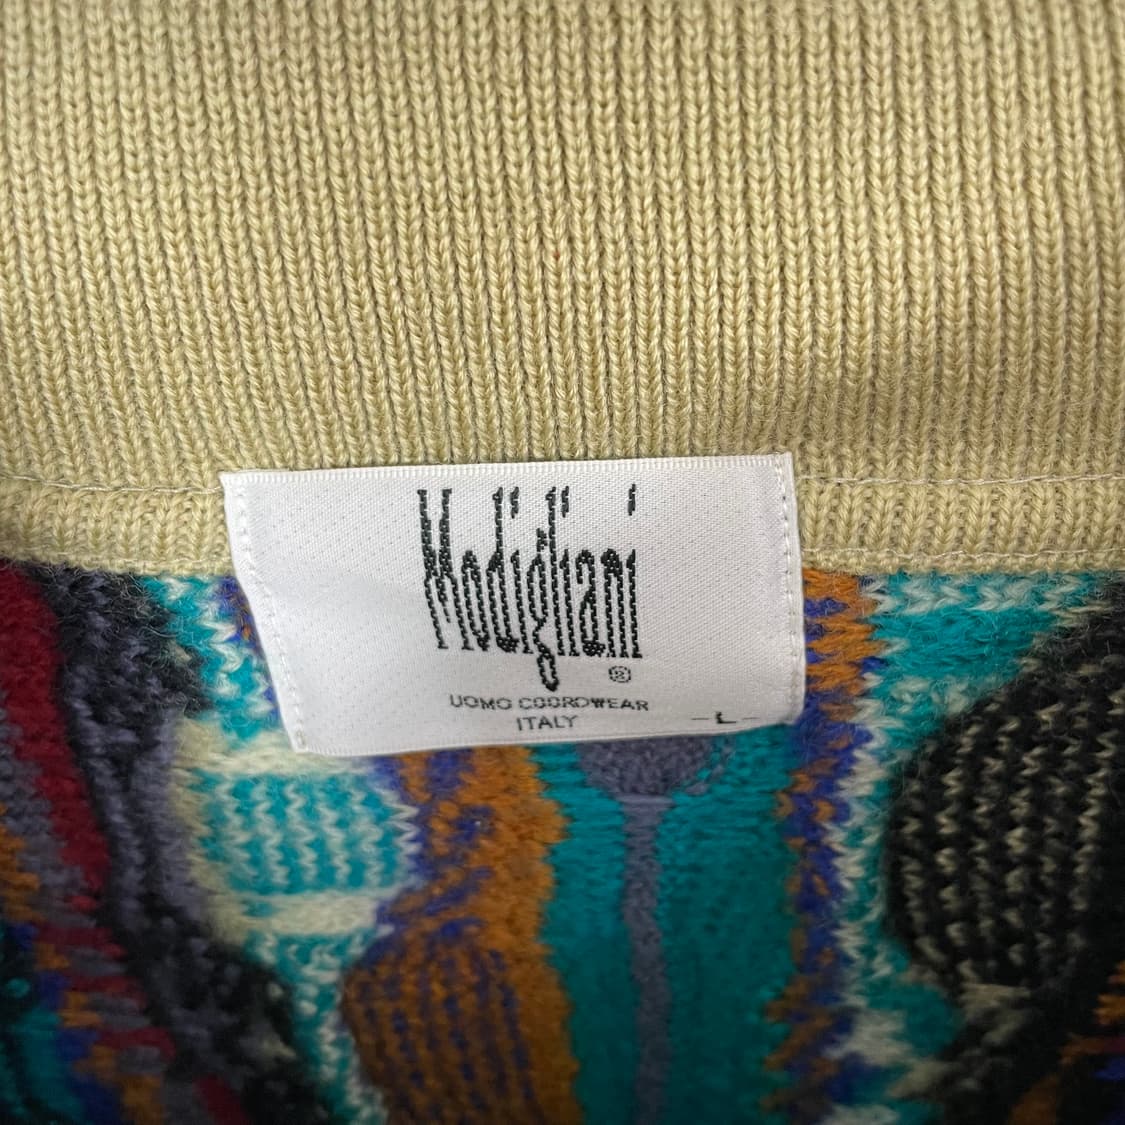 Modigliani
®
UOMO COORDWEAR
ITALY
-L-